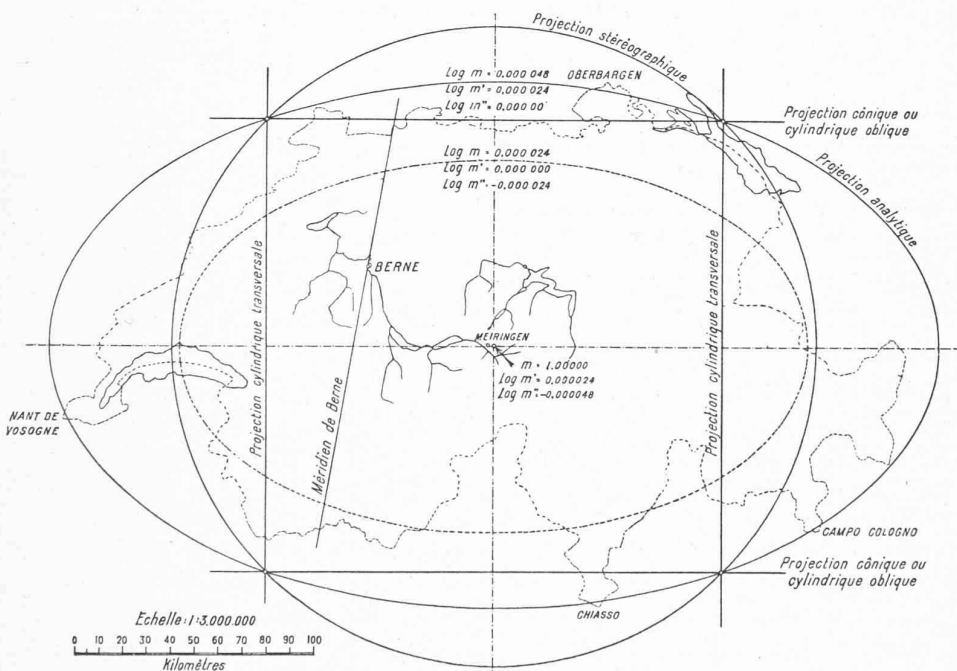 Projection stéréographique
Log m = 0.000 048
Log m' = 0.000 024
Log m" = 0.000 00
OBERBARGEN
Projection cônique ou
cylindrique oblique
Log m = 0.000 024
Log m' = 0.000 000
Log m" = -0.000 024
Projection analytique
Projection cylindrique transversale
BERNE
Méridien de Berne
MEIRINGEN
m = 1.00000
Log m' = 0.000024
Log m" = -0.000048
Projection cylindrique transversale
NANT DE
VOSOGNE
CAMPO COLOGNO
Projection cônique ou
cylindrique oblique
CHIASSO
Echelle: 1:3.000.000
0 10 20 30 40 50 60 70 80 90 100
Kilomètres